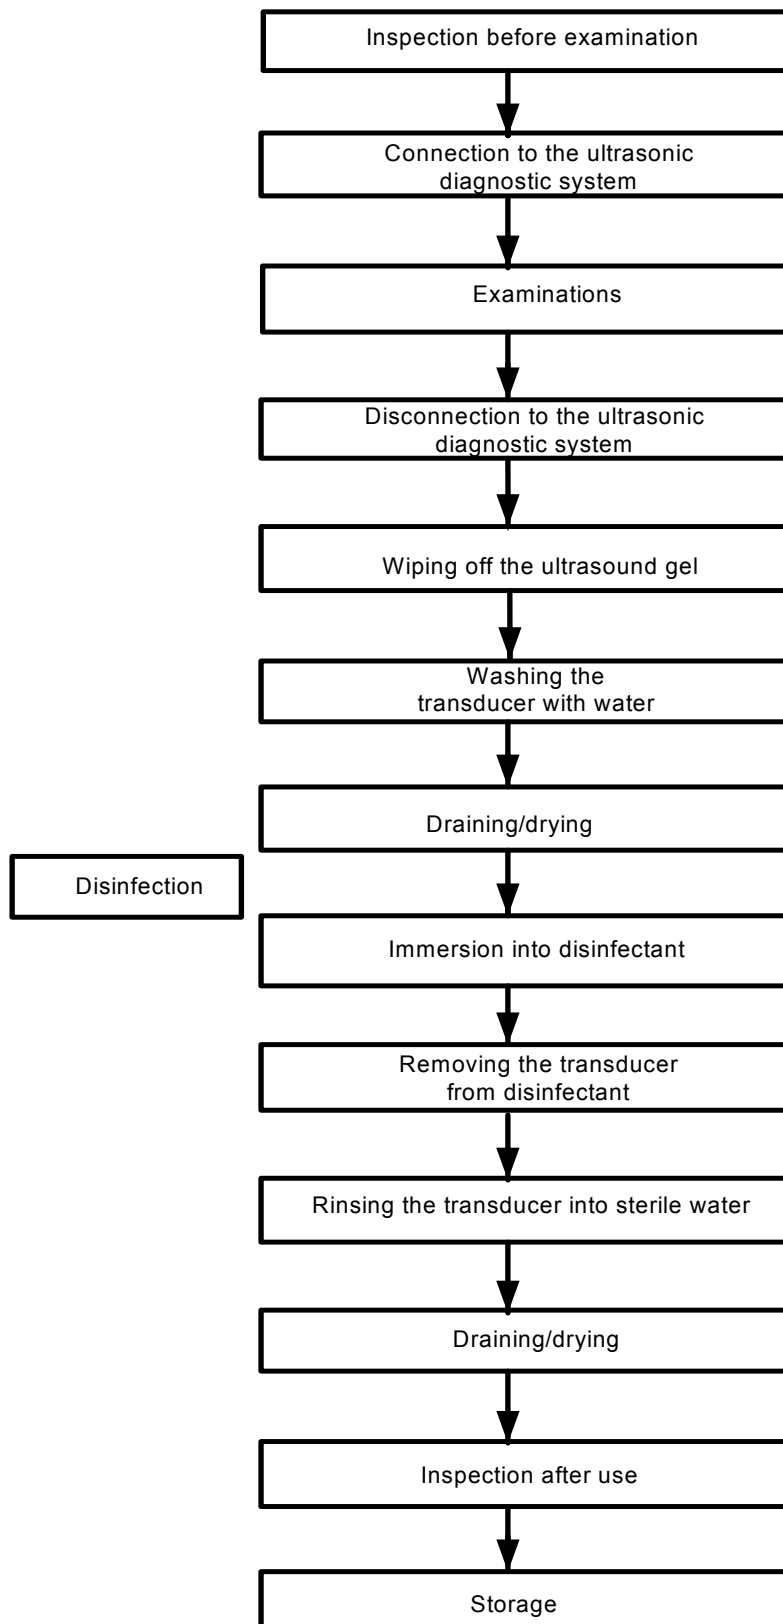 Inspection before examination
Connection to the ultrasonic
diagnostic system
Examinations
Disconnection to the ultrasonic
diagnostic system
Wiping off the ultrasound gel
Washing the
transducer with water
Draining/drying
Disinfection
Immersion into disinfectant
Removing the transducer
from disinfectant
Rinsing the transducer into sterile water
Draining/drying
Inspection after use
Storage